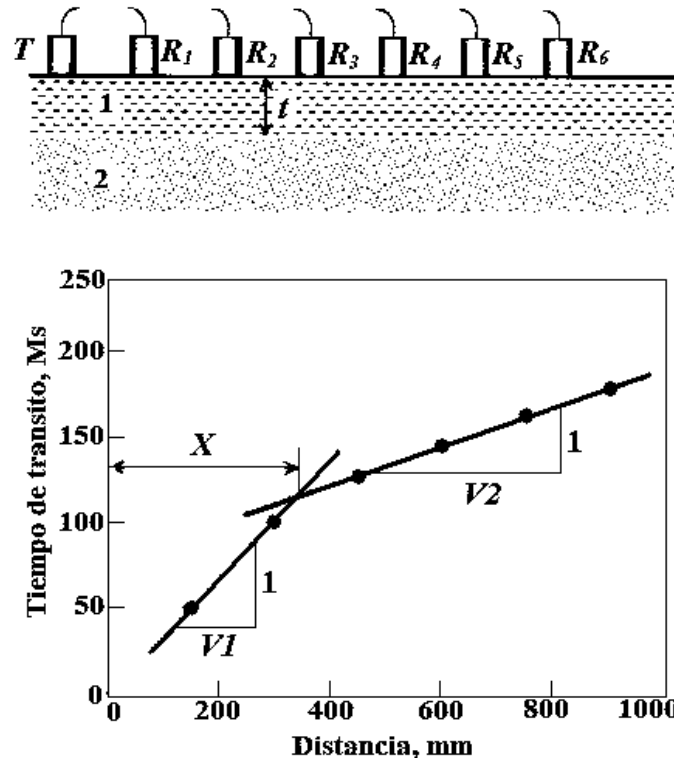 T R1 R2 R3 R4 R5 R6
1 t
2
250
200
150
100
50
0
Tiempo de transito, Ms
X
1
V2
1
V1
0 200 400 600 800 1000
Distancia, mm